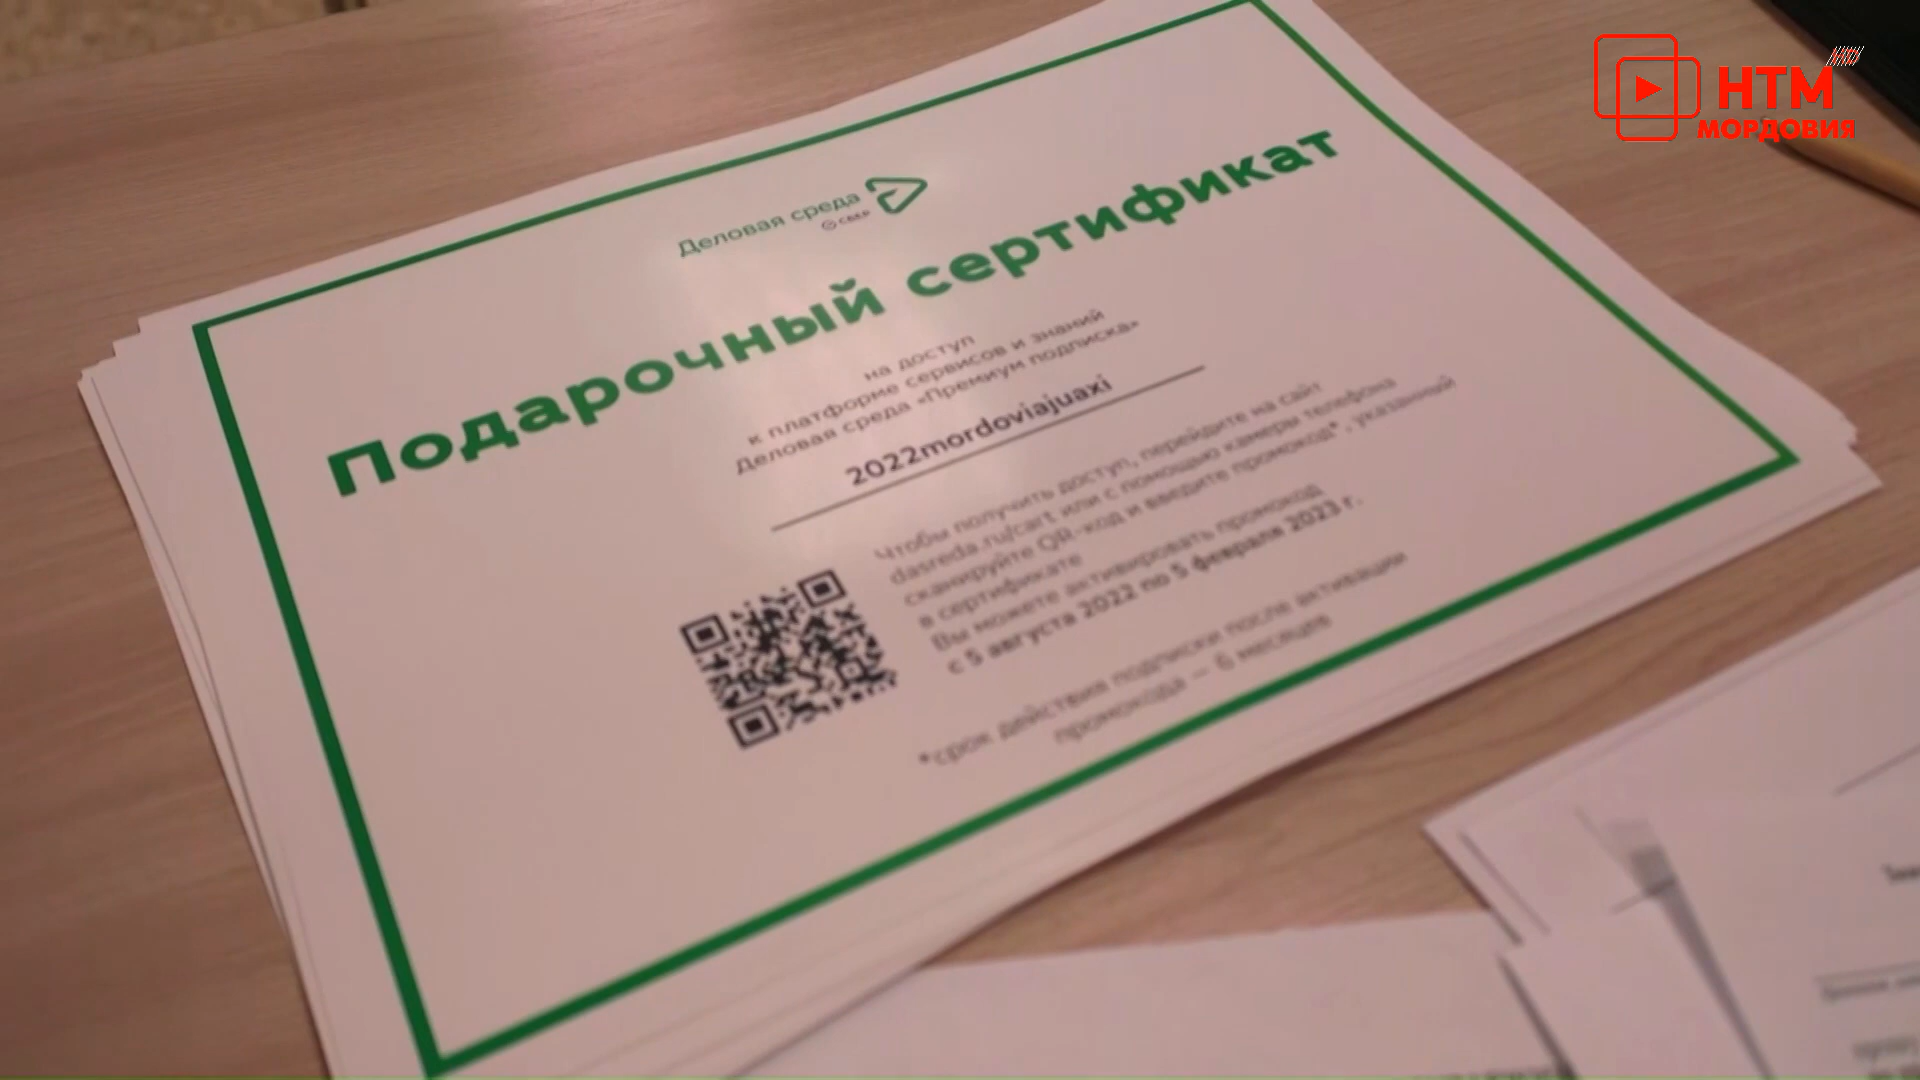 НТМ
МОРДОВИЯ
Деловая среда
СБЕР
Подарочный сертификат
на доступ
к платформе сервисов и знаний
Деловая среда «Премиум подписка»
2022mordoviajuaxi
Чтобы получить доступ, перейдите на сайт
dasreda.ru/cart или с помощью камеры телефона
сканируйте QR-код и введите промокод*, указанный
в сертификате
Вы можете активировать промокод
с 5 августа 2022 по 5 февраля 2023 г.
*срок действия подписки после активации
промокода — 6 месяцев